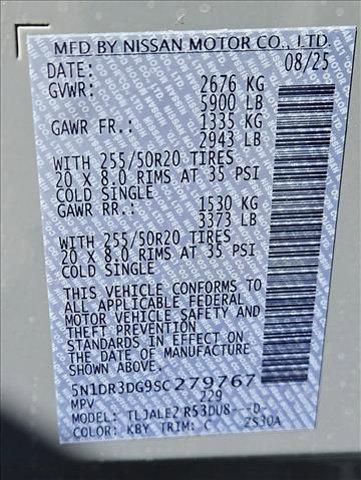 MFD BY NISSAN MOTOR CO., LTD.
DATE: 08/25
GVWR: 2676 KG
5900 LB
GAWR FR.: 1335 KG
2943 LB
WITH 255/50R20 TIRES
20 X 8.0 RIMS AT 35 PSI
COLD SINGLE
GAWR RR.: 1530 KG
3373 LB
WITH 255/50R20 TIRES
20 X 8.0 RIMS AT 35 PSI
COLD SINGLE
THIS VEHICLE CONFORMS TO
ALL APPLICABLE FEDERAL
MOTOR VEHICLE SAFETY AND
THEFT PREVENTION
STANDARDS IN EFFECT ON
THE DATE OF MANUFACTURE
SHOWN ABOVE.
5N1DR3DG9SC279767
MPV 229
MODEL: TLJALE2 R53DU8---D-
COLOR: KBY TRIM: C ZS30A